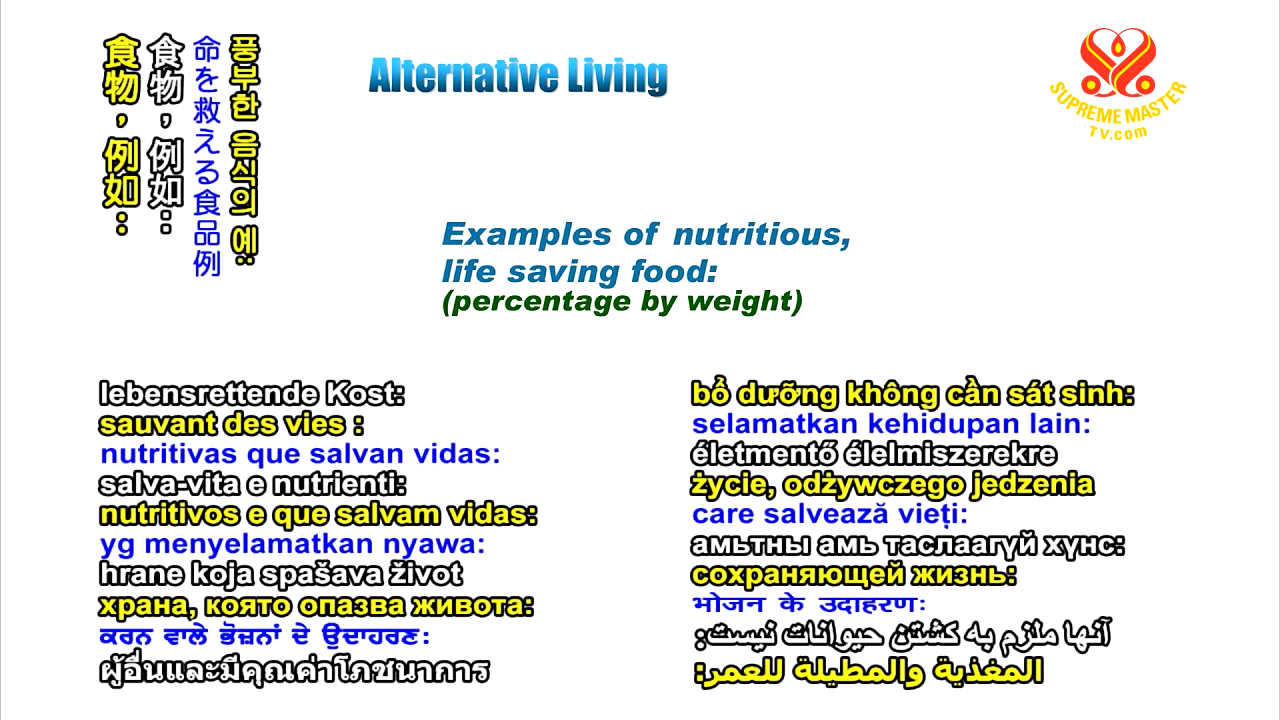 食物，例如：
食物，例如：
命を救える食品例
풍부한 음식의 예:
Alternative Living
SUPREME MASTER
TV.com
Examples of nutritious,
life saving food:
(percentage by weight)
lebensrettende Kost:
sauvant des vies :
nutritivas que salvan vidas:
salva-vita e nutrienti:
nutritivos e que salvam vidas:
yg menyelamatkan nyawa:
hrane koja spašava život
храна, която опазва живота:
ਕਰਨ ਵਾਲੇ ਭੋਜ਼ਨਾਂ ਦੇ ਉਦਾਹਰਣ:
ผู้อื่นและมีคุณค่าโภชนาการ
bổ dưỡng không cần sát sinh:
selamatkan kehidupan lain:
életmentő élelmiszerekre
życie, odżywczego jedzenia
care salvează vieți:
амьтны амь таслаагүй хүнс:
сохраняющей жизнь:
भोजन के उदाहरण:
آنها ملزم به کشتن حیوانات نیست:
المغذية والمطيلة للعمر: